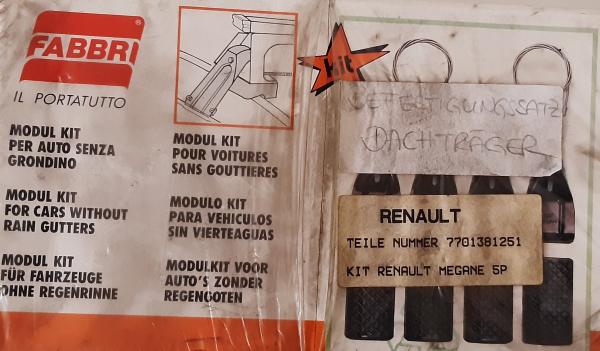 FABBRI
®
IL PORTATUTTO
MODUL KIT
PER AUTO SENZA
GRONDINO
MODUL KIT
FOR CARS WITHOUT
RAIN GUTTERS
MODUL KIT
FÜR FAHRZEUGE
OHNE REGENRINNE
MODUL KIT
POUR VOITURES
SANS GOUTTIERES
MODULO KIT
PARA VEHICULOS
SIN VIERTEAGUAS
MODULKIT VOOR
AUTO'S ZONDER
REGENGOTEN
Kit
BEFESTIGUNGSSATZ
DACHTRÄGER
RENAULT
TEILE NUMMER 7701381251
KIT RENAULT MEGANE 5P